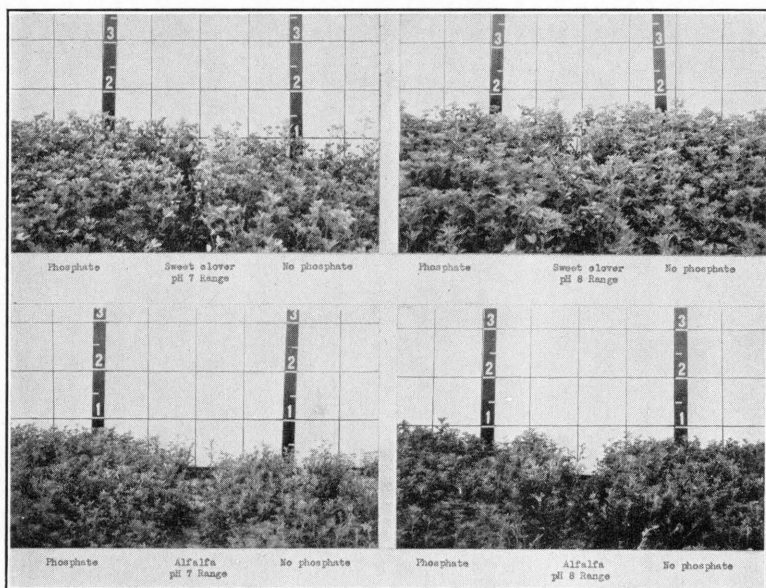 3 3
2 2
1
Phosphate Sweet clover No phosphate
pH 7 Range
3 3
2 2
Phosphate Sweet clover No phosphate
pH 8 Range
3 3
2 2
1 1
Phosphate Alfalfa No phosphate
pH 7 Range
3 3
2 2
1 1
Phosphate Alfalfa No phosphate
pH 8 Range